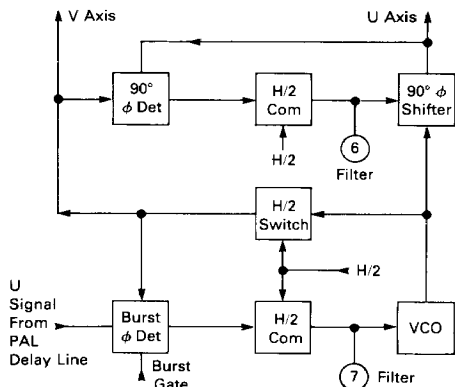 V Axis
U Axis
90°
ϕ Det
H/2
Com
90° ϕ
Shifter
H/2
6
Filter
H/2
Switch
H/2
U
Signal
From
PAL
Delay Line
Burst
ϕ Det
H/2
Com
VCO
Burst
Gate
7
Filter